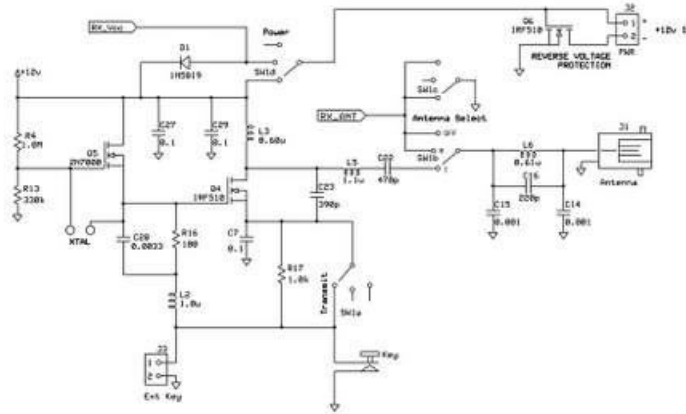 RX_Vcc
Power
D1
1N5819
SW1d
Q6
IRF510
J2
1
2
+
-
PWR
REVERSE VOLTAGE
PROTECTION
+12v
R4
1.0M
Q5
2N7000
C27
0.1
C29
0.1
L3
0.60u
RX_ANT
SW1c
Antenna Select
OFF
R
T
SW1b
L6
0.61u
J1
Antenna
R13
330k
Q4
IRF510
L5
1.1u
C22
470p
C23
390p
C16
220p
C15
0.001
C14
0.001
XTAL
C28
0.0033
R16
100
C7
0.1
R17
1.0k
Transmit
SW1a
L2
1.8u
J3
1
2
Ext Key
Key